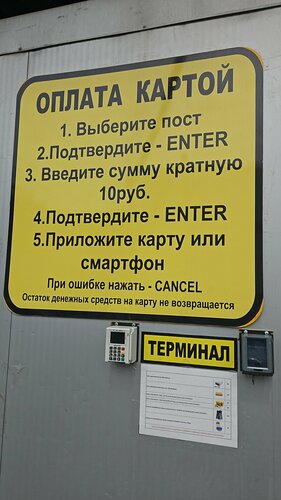 ОПЛАТА КАРТОЙ
1. Выберите пост
2.Подтвердите - ENTER
3. Введите сумму кратную
10руб.
4.Подтвердите - ENTER
5.Приложите карту или
смартфон
При ошибке нажать - CANCEL
Остаток денежных средств на карту не возвращается
ТЕРМИНАЛ